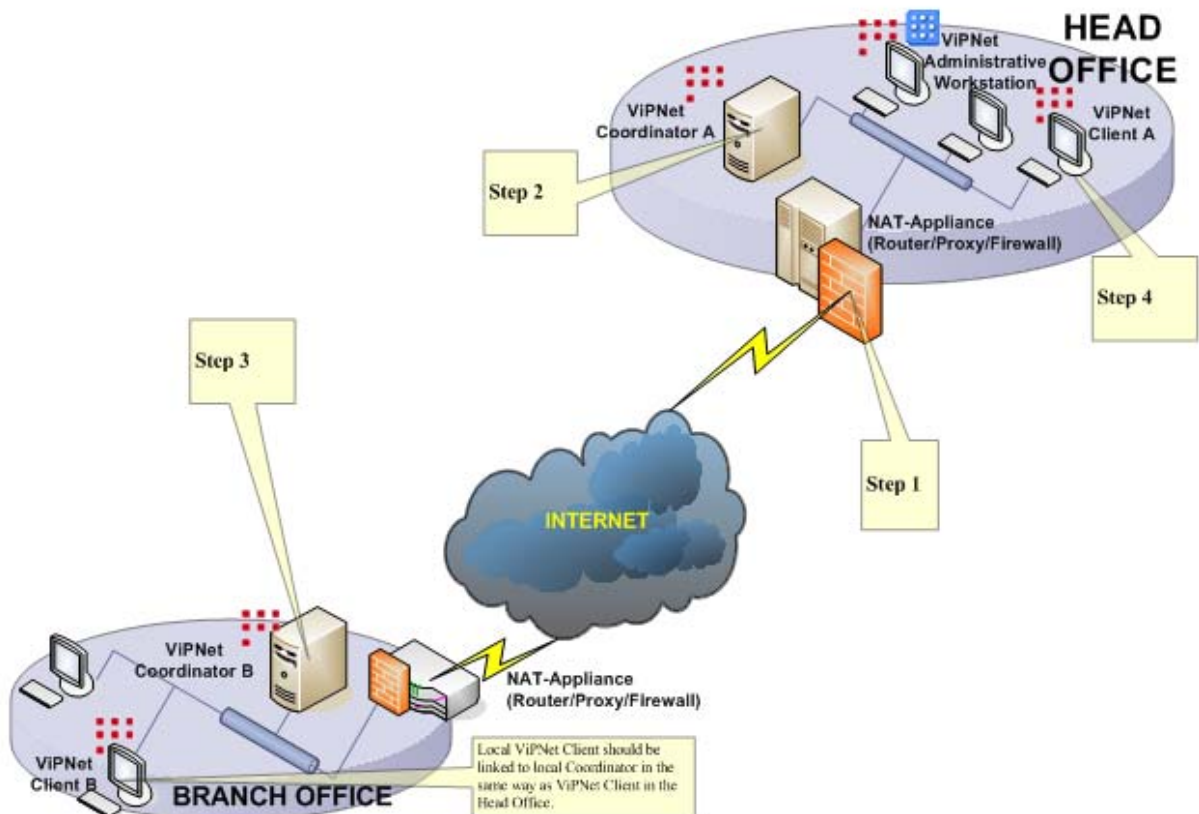 HEAD
OFFICE
ViPNet
Administrative
Workstation
ViPNet
Coordinator A
ViPNet
Client A
Step 2
NAT-Appliance
(Router/Proxy/Firewall)
Step 4
Step 3
Step 1
INTERNET
ViPNet
Coordinator B
NAT-Appliance
(Router/Proxy/Firewall)
ViPNet
Client B
BRANCH OFFICE
Local ViPNet Client should be
linked to local Coordinator in the
same way as ViPNet Client in the
Head Office.